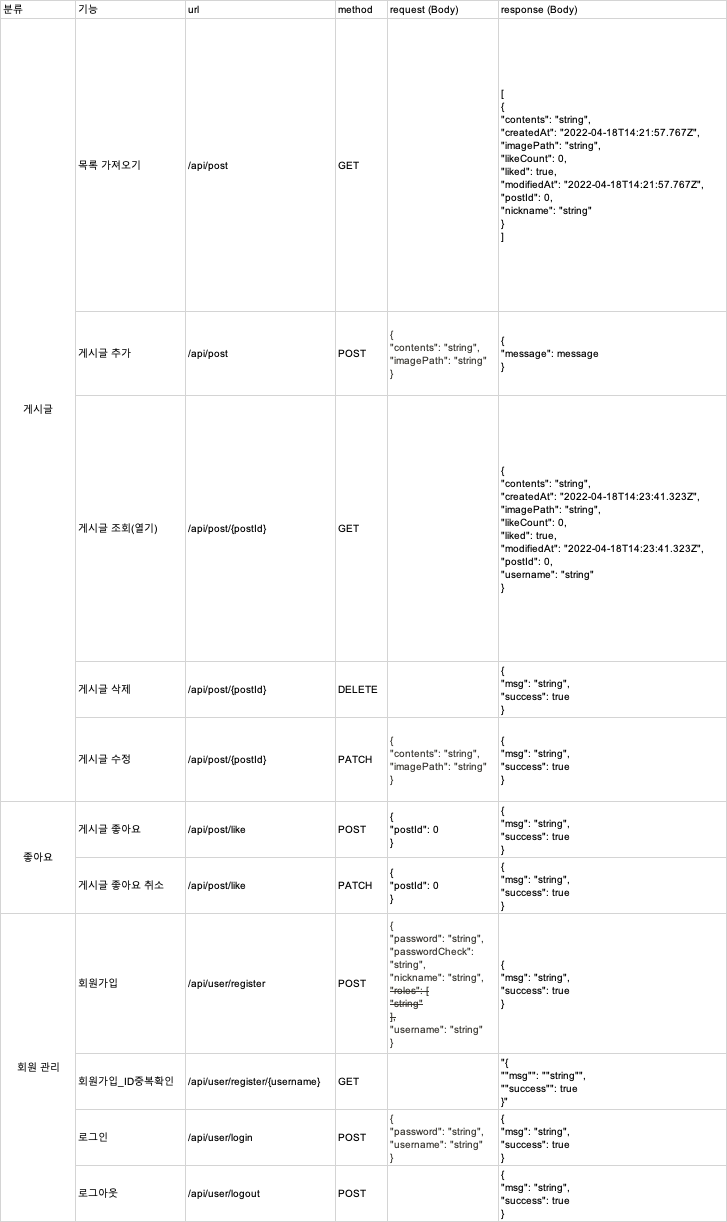 분류 기능 url method request (Body) response (Body)
게시글
목록 가져오기 /api/post GET
[
{
"contents": "string",
"createdAt": "2022-04-18T14:21:57.767Z",
"imagePath": "string",
"likeCount": 0,
"liked": true,
"modifiedAt": "2022-04-18T14:21:57.767Z",
"postId": 0,
"nickname": "string"
}
]
게시글 추가 /api/post POST
{
"contents": "string",
"imagePath": "string"
}
{
"message": message
}
게시글 조회(열기) /api/post/{postId} GET
{
"contents": "string",
"createdAt": "2022-04-18T14:23:41.323Z",
"imagePath": "string",
"likeCount": 0,
"liked": true,
"modifiedAt": "2022-04-18T14:23:41.323Z",
"postId": 0,
"username": "string"
}
게시글 삭제 /api/post/{postId} DELETE
{
"msg": "string",
"success": true
}
게시글 수정 /api/post/{postId} PATCH
{
"contents": "string",
"imagePath": "string"
}
{
"msg": "string",
"success": true
}
좋아요
게시글 좋아요 /api/post/like POST
{
"postId": 0
}
{
"msg": "string",
"success": true
}
게시글 좋아요 취소 /api/post/like PATCH
{
"postId": 0
}
{
"msg": "string",
"success": true
}
회원 관리
회원가입 /api/user/register POST
{
"password": "string",
"passwordCheck":
"string",
"nickname": "string",
"roles": [
"string"
],
"username": "string"
}
{
"msg": "string",
"success": true
}
회원가입_ID중복확인 /api/user/register/{username} GET
"{
""msg"": ""string"",
""success"": true
}"
로그인 /api/user/login POST
{
"password": "string",
"username": "string"
}
{
"msg": "string",
"success": true
}
로그아웃 /api/user/logout POST
{
"msg": "string",
"success": true
}